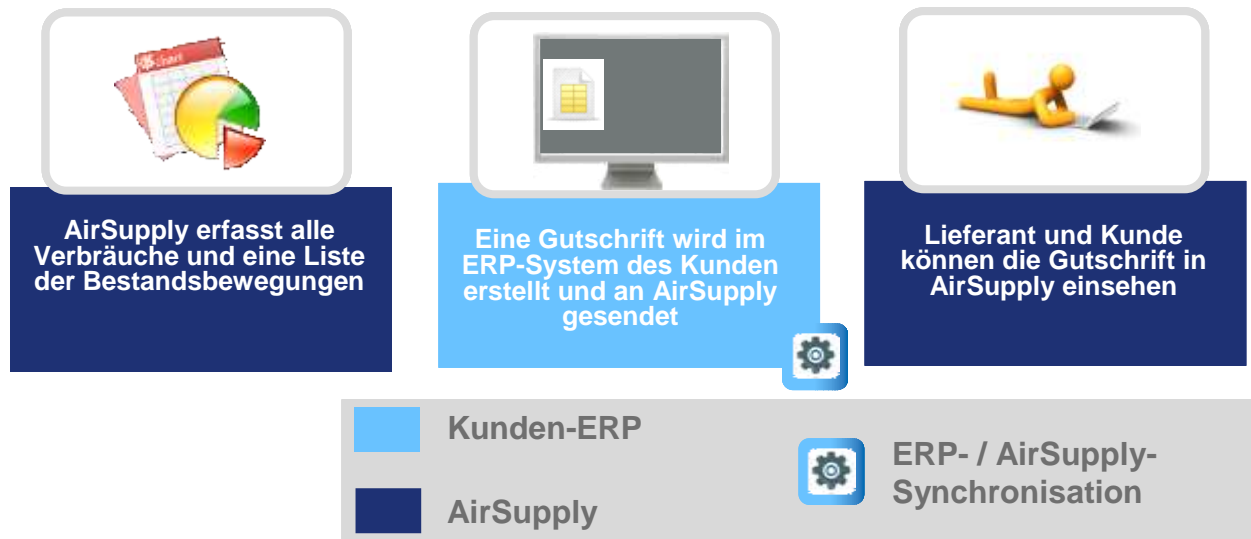 chart
AirSupply erfasst alle
Verbräuche und eine Liste
der Bestandsbewegungen
Eine Gutschrift wird im
ERP-System des Kunden
erstellt und an AirSupply
gesendet
Lieferant und Kunde
können die Gutschrift in
AirSupply einsehen
Kunden-ERP
AirSupply
ERP- / AirSupply-
Synchronisation